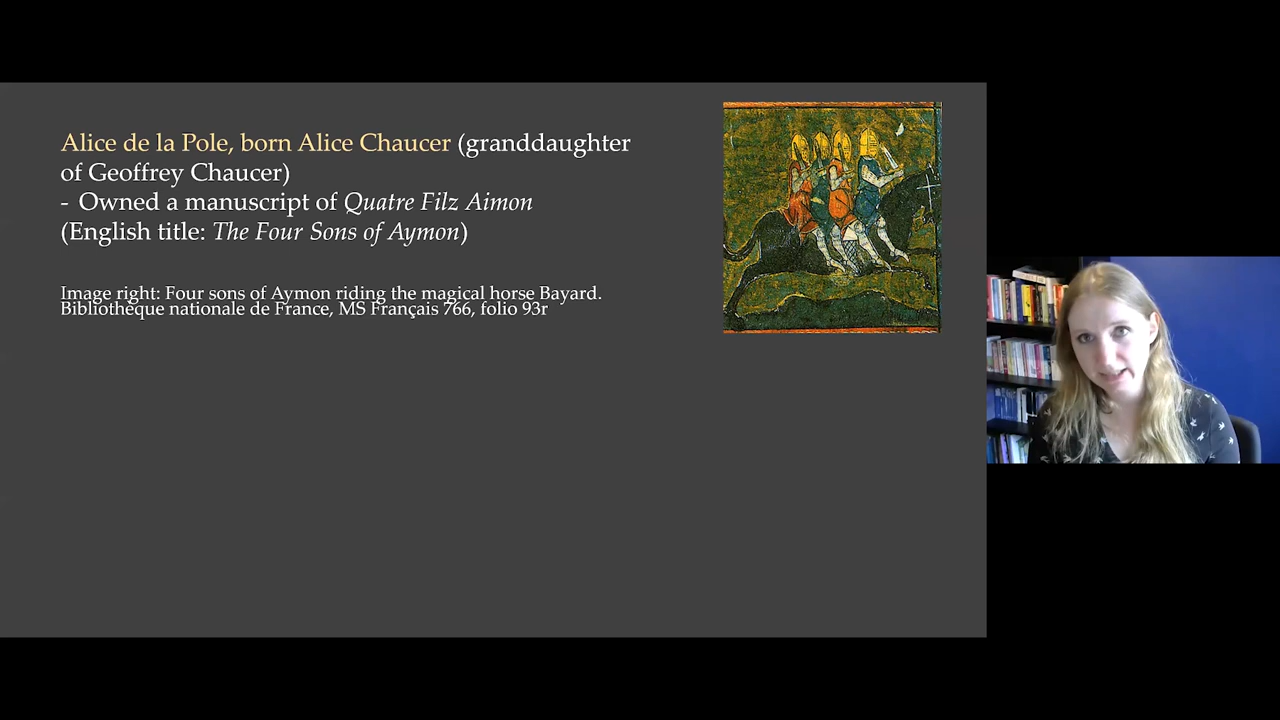 Alice de la Pole, born Alice Chaucer (granddaughter
of Geoffrey Chaucer)
- Owned a manuscript of Quatre Filz Aimon
(English title: The Four Sons of Aymon)
Image right: Four sons of Aymon riding the magical horse Bayard.
Bibliothèque nationale de France, MS Français 766, folio 93r